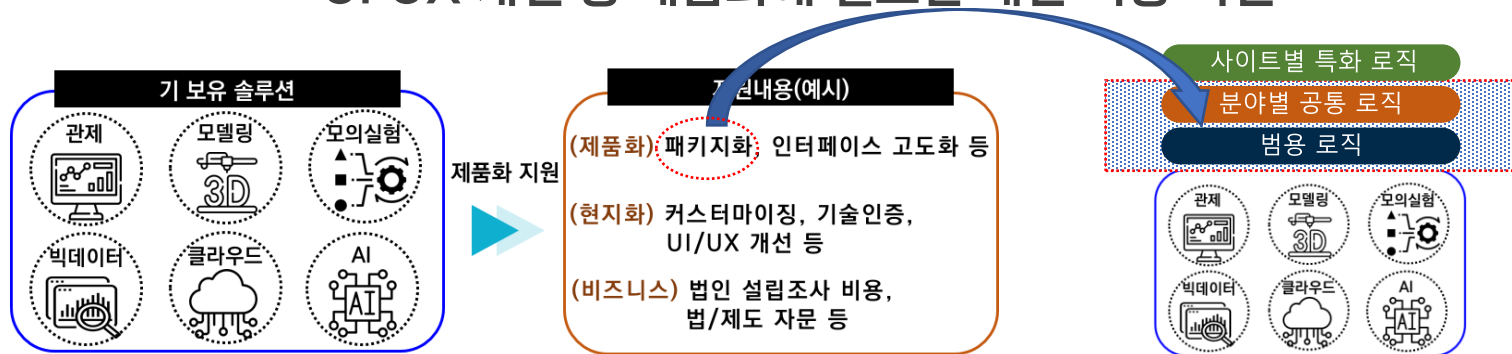 기 보유 솔루션
관제
모델링
3D
모의실험
빅데이터
클라우드
AI
AI
제품화 지원
지원내용(예시)
(제품화) 패키지화, 인터페이스 고도화 등
(현지화) 커스터마이징, 기술인증,
UI/UX 개선 등
(비즈니스) 법인 설립조사 비용,
법/제도 자문 등
사이트별 특화 로직
분야별 공통 로직
범용 로직
관제
모델링
3D
모의실험
빅데이터
클라우드
AI
AI